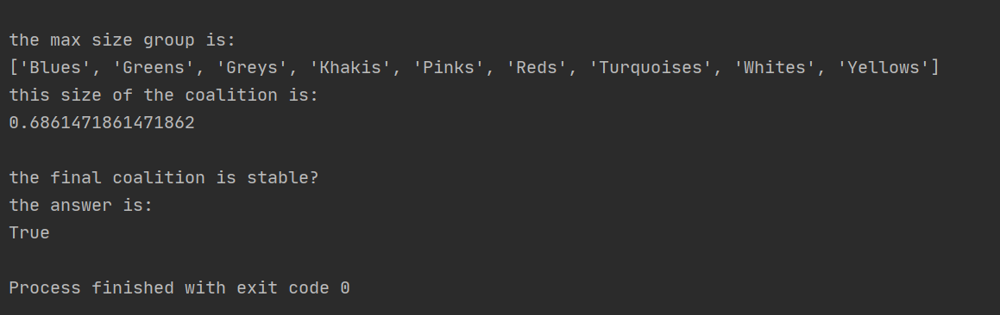 the max size group is:
['Blues', 'Greens', 'Greys', 'Khakis', 'Pinks', 'Reds', 'Turquoises', 'Whites', 'Yellows']
this size of the coalition is:
0.6861471861471862
the final coalition is stable?
the answer is:
True
Process finished with exit code 0